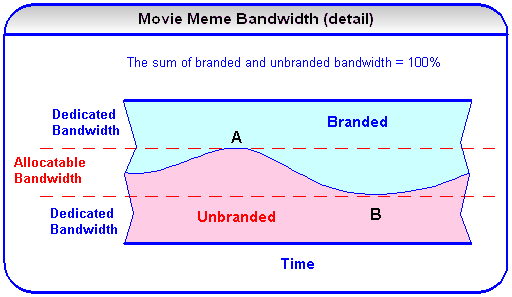 Movie Meme Bandwidth (detail)
The sum of branded and unbranded bandwidth = 100%
Dedicated
Bandwidth
Branded
A
Allocatable
Bandwidth
Dedicated
Bandwidth
Unbranded
B
Time